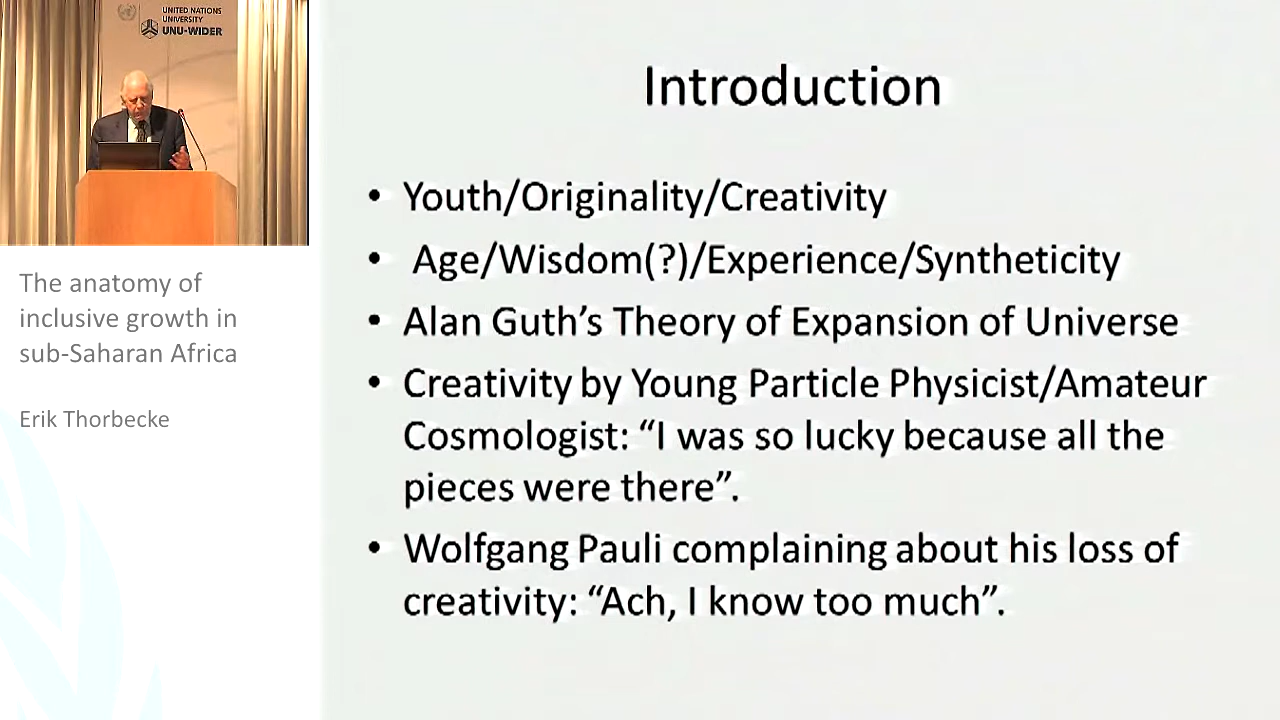 UNITED NATIONS
UNIVERSITY
UNU-WIDER
The anatomy of
inclusive growth in
sub-Saharan Africa
Erik Thorbecke
Introduction
• Youth/Originality/Creativity
• Age/Wisdom(?)/Experience/Syntheticity
• Alan Guth’s Theory of Expansion of Universe
• Creativity by Young Particle Physicist/Amateur
Cosmologist: “I was so lucky because all the
pieces were there”.
• Wolfgang Pauli complaining about his loss of
creativity: “Ach, I know too much”.